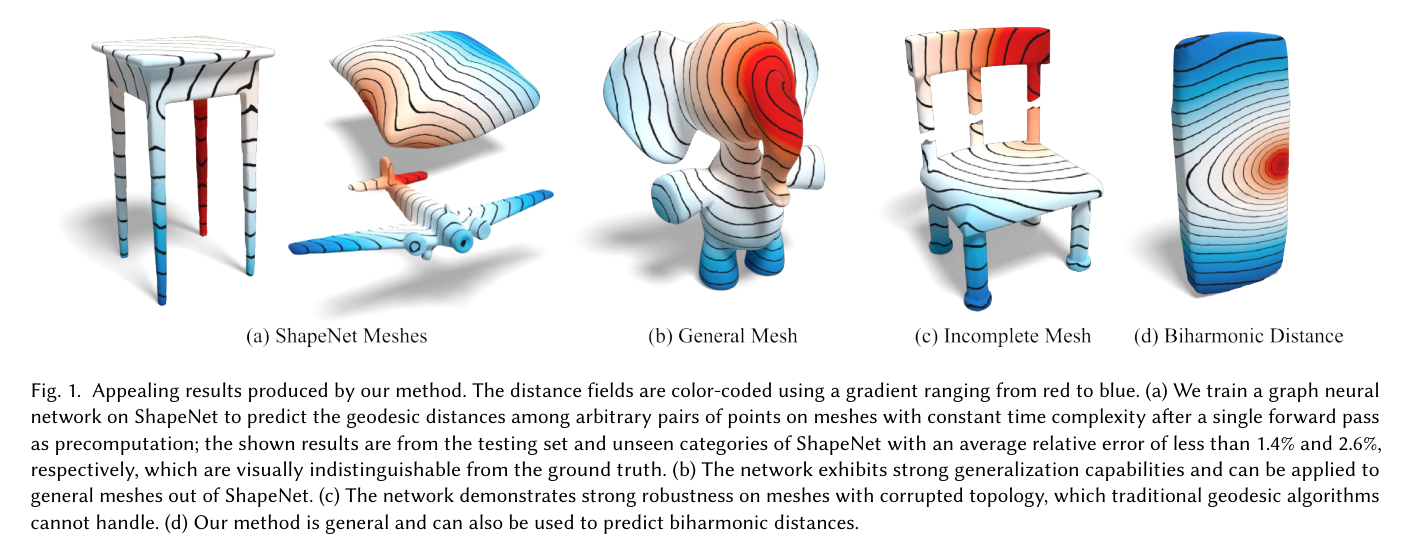 (a) ShapeNet Meshes
(b) General Mesh
(c) Incomplete Mesh
(d) Biharmonic Distance
Fig. 1. Appealing results produced by our method. The distance fields are color-coded using a gradient ranging from red to blue. (a) We train a graph neural
network on ShapeNet to predict the geodesic distances among arbitrary pairs of points on meshes with constant time complexity after a single forward pass
as precomputation; the shown results are from the testing set and unseen categories of ShapeNet with an average relative error of less than 1.4% and 2.6%,
respectively, which are visually indistinguishable from the ground truth. (b) The network exhibits strong generalization capabilities and can be applied to
general meshes out of ShapeNet. (c) The network demonstrates strong robustness on meshes with corrupted topology, which traditional geodesic algorithms
cannot handle. (d) Our method is general and can also be used to predict biharmonic distances.